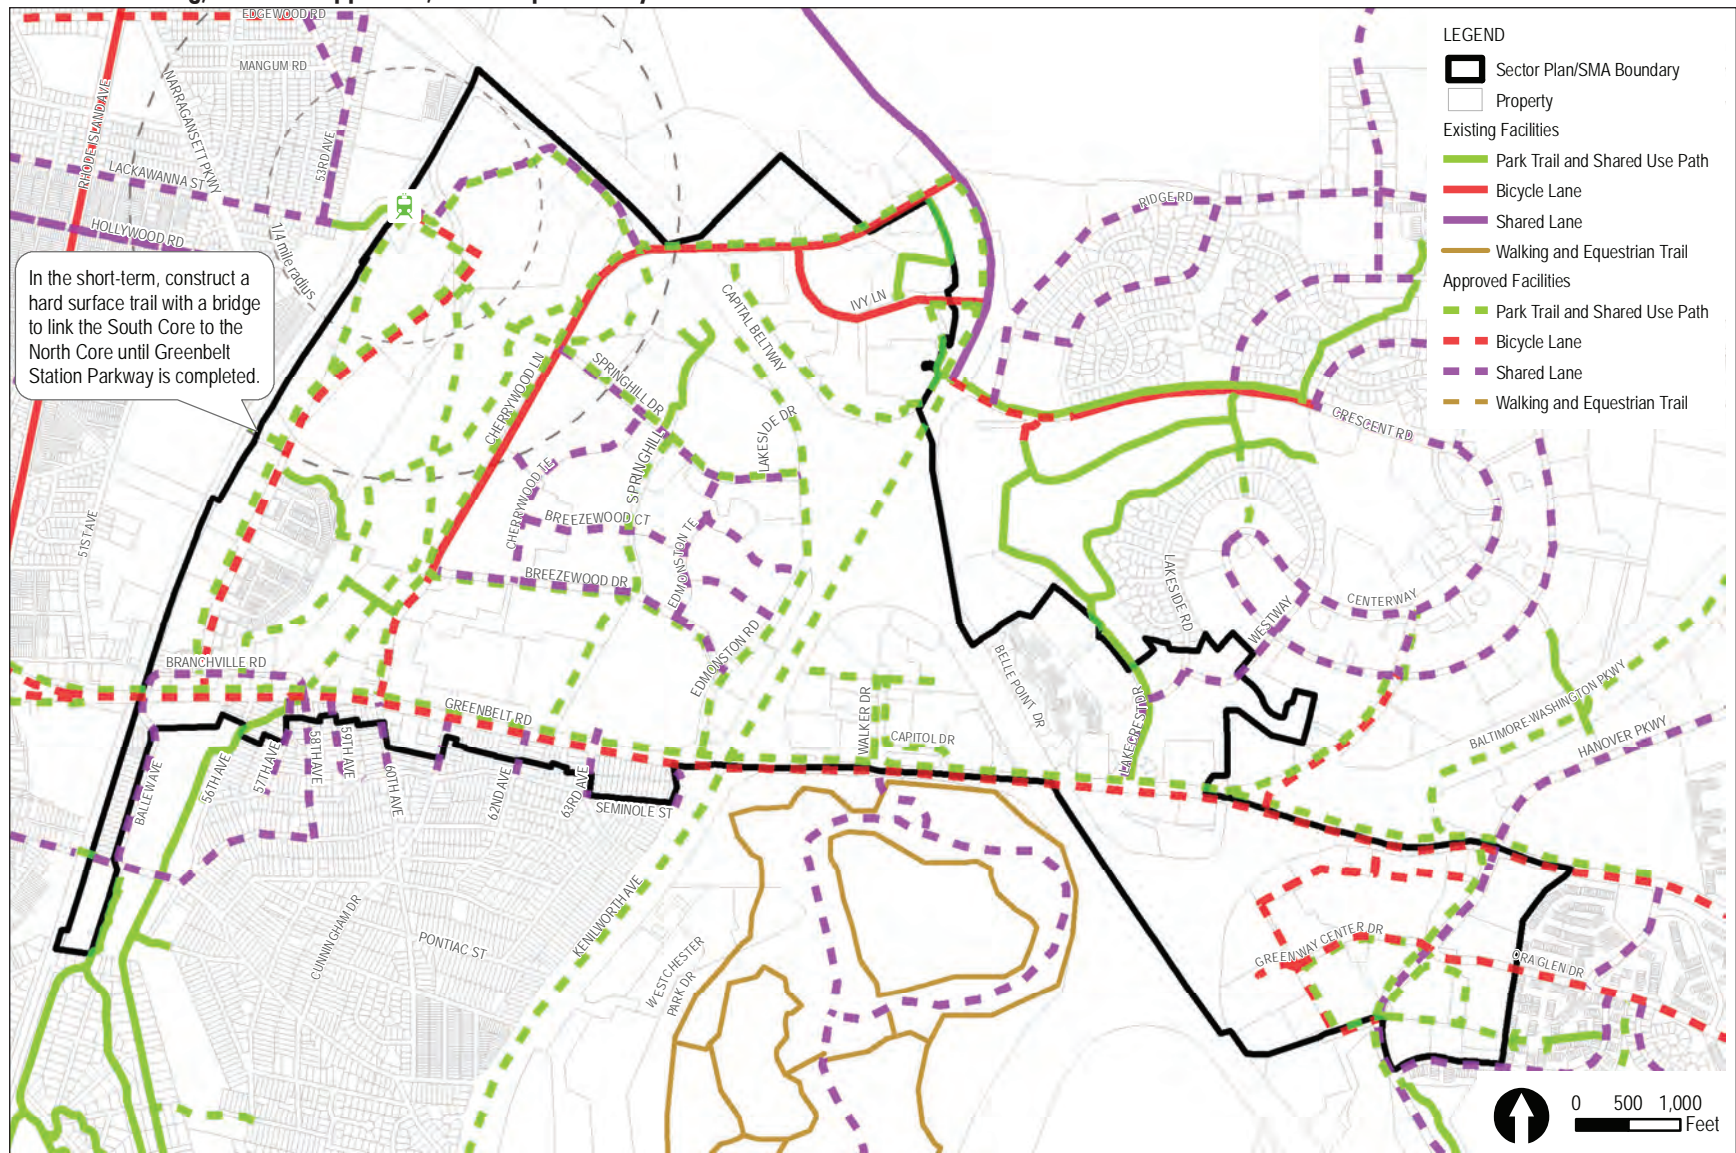 EDGEWOOD RD
MANGUM RD
RHODE ISLAND AVE
NARRAGANSETT PKWY
53RD AVE
LACKAWANNA ST
HOLLYWOOD RD
1/4 mile radius
In the short-term, construct a
hard surface trail with a bridge
to link the South Core to the
North Core until Greenbelt
Station Parkway is completed.
51ST AVE
CHERRYWOOD LN
CAPITAL BELTWAY
IVY LN
RIDGE RD
SPRINGHILL DR
SPRINGHILL
LAKESIDE DR
CHERRYWOOD TE
BREEZEWOOD CT
EDMONSTON TE
BREEZEWOOD DR
EDMONSTON RD
CRESCENT RD
LAKESIDE RD
WESTWAY
CENTERWAY
BRANCHVILLE RD
GREENBELT RD
WALKER DR
CAPITOL DR
BELLE POINT DR
LAKECREST DR
BALTIMORE-WASHINGTON PKWY
HANOVER PKWY
BALLEW AVE
56TH AVE
57TH AVE
58TH AVE
59TH AVE
60TH AVE
62ND AVE
63RD AVE
SEMINOLE ST
CUNNINGHAM DR
PONTIAC ST
KENILWORTH AVE
WESTCHESTER
PARK DR
GREENWAY CENTER DR
ORA GLEN DR
LEGEND
Sector Plan/SMA Boundary
Property
Existing Facilities
Park Trail and Shared Use Path
Bicycle Lane
Shared Lane
Walking and Equestrian Trail
Approved Facilities
Park Trail and Shared Use Path
Bicycle Lane
Shared Lane
Walking and Equestrian Trail
0 500 1,000
Feet